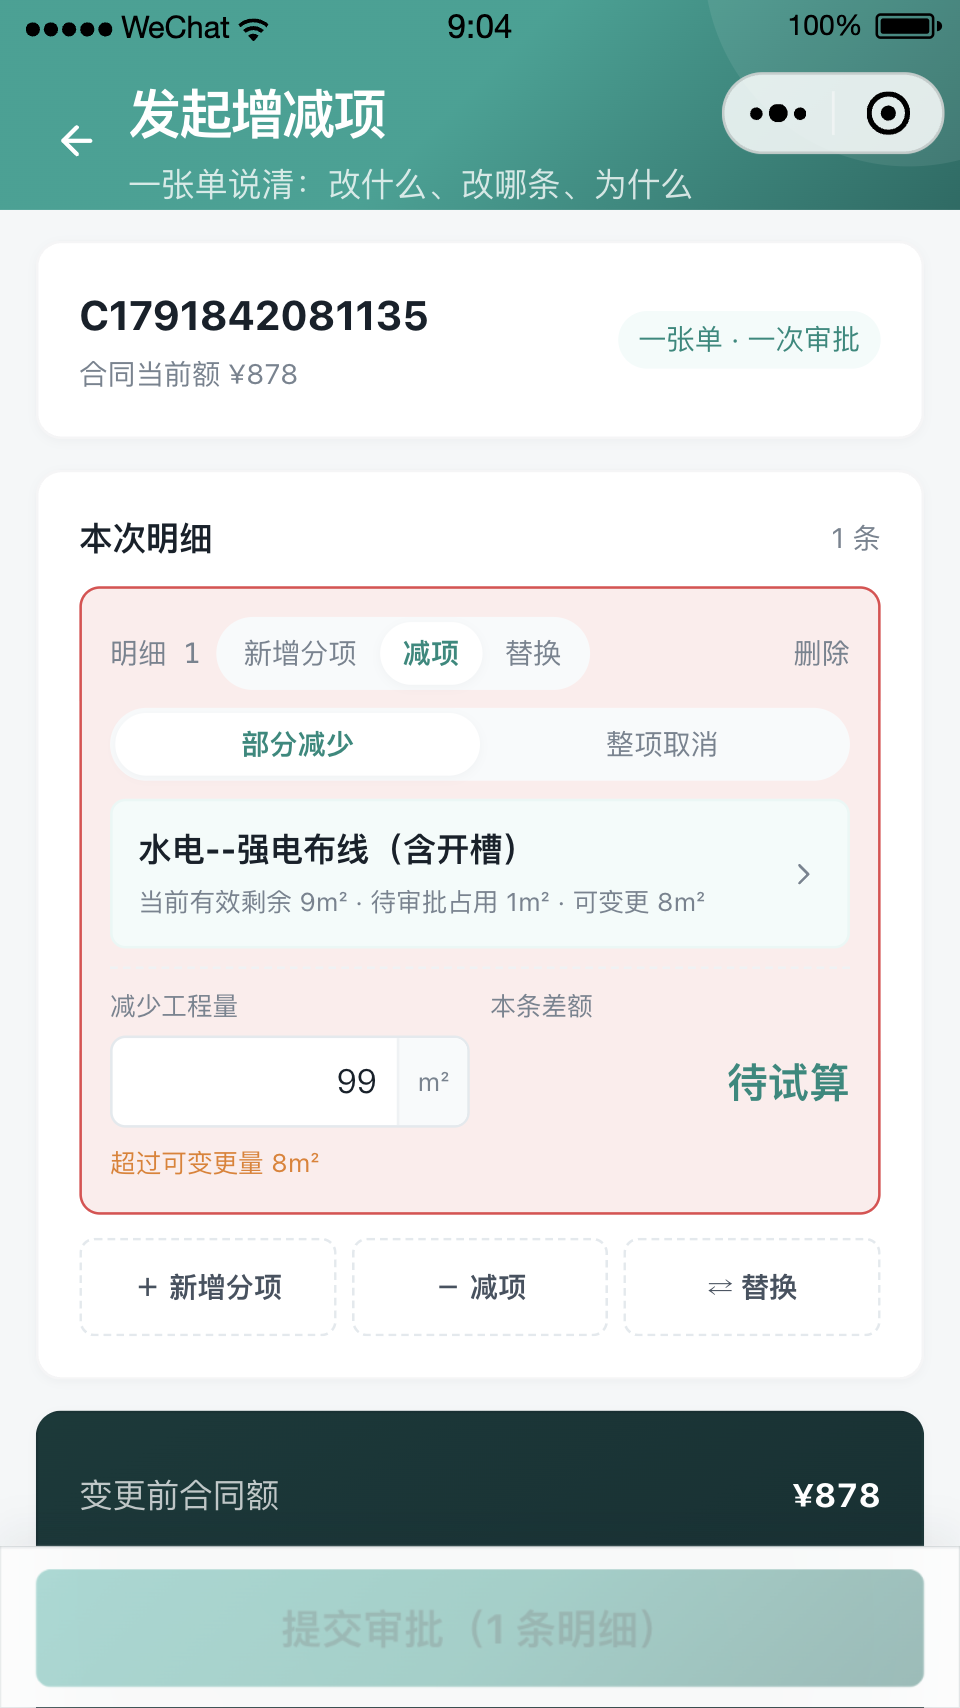 WeChat 9:04 100%
发起增减项
一张单说清：改什么、改哪条、为什么
C1791842081135
合同当前额 ¥878
一张单 · 一次审批
本次明细
1 条
明细 1 新增分项 减项 替换 删除
部分减少 整项取消
水电--强电布线（含开槽）
当前有效剩余 9m² · 待审批占用 1m² · 可变更 8m²
减少工程量 本条差额
99 m² 待试算
超过可变更量 8m²
+ 新增分项 − 减项 ⇄ 替换
变更前合同额 ¥878
提交审批（1 条明细）